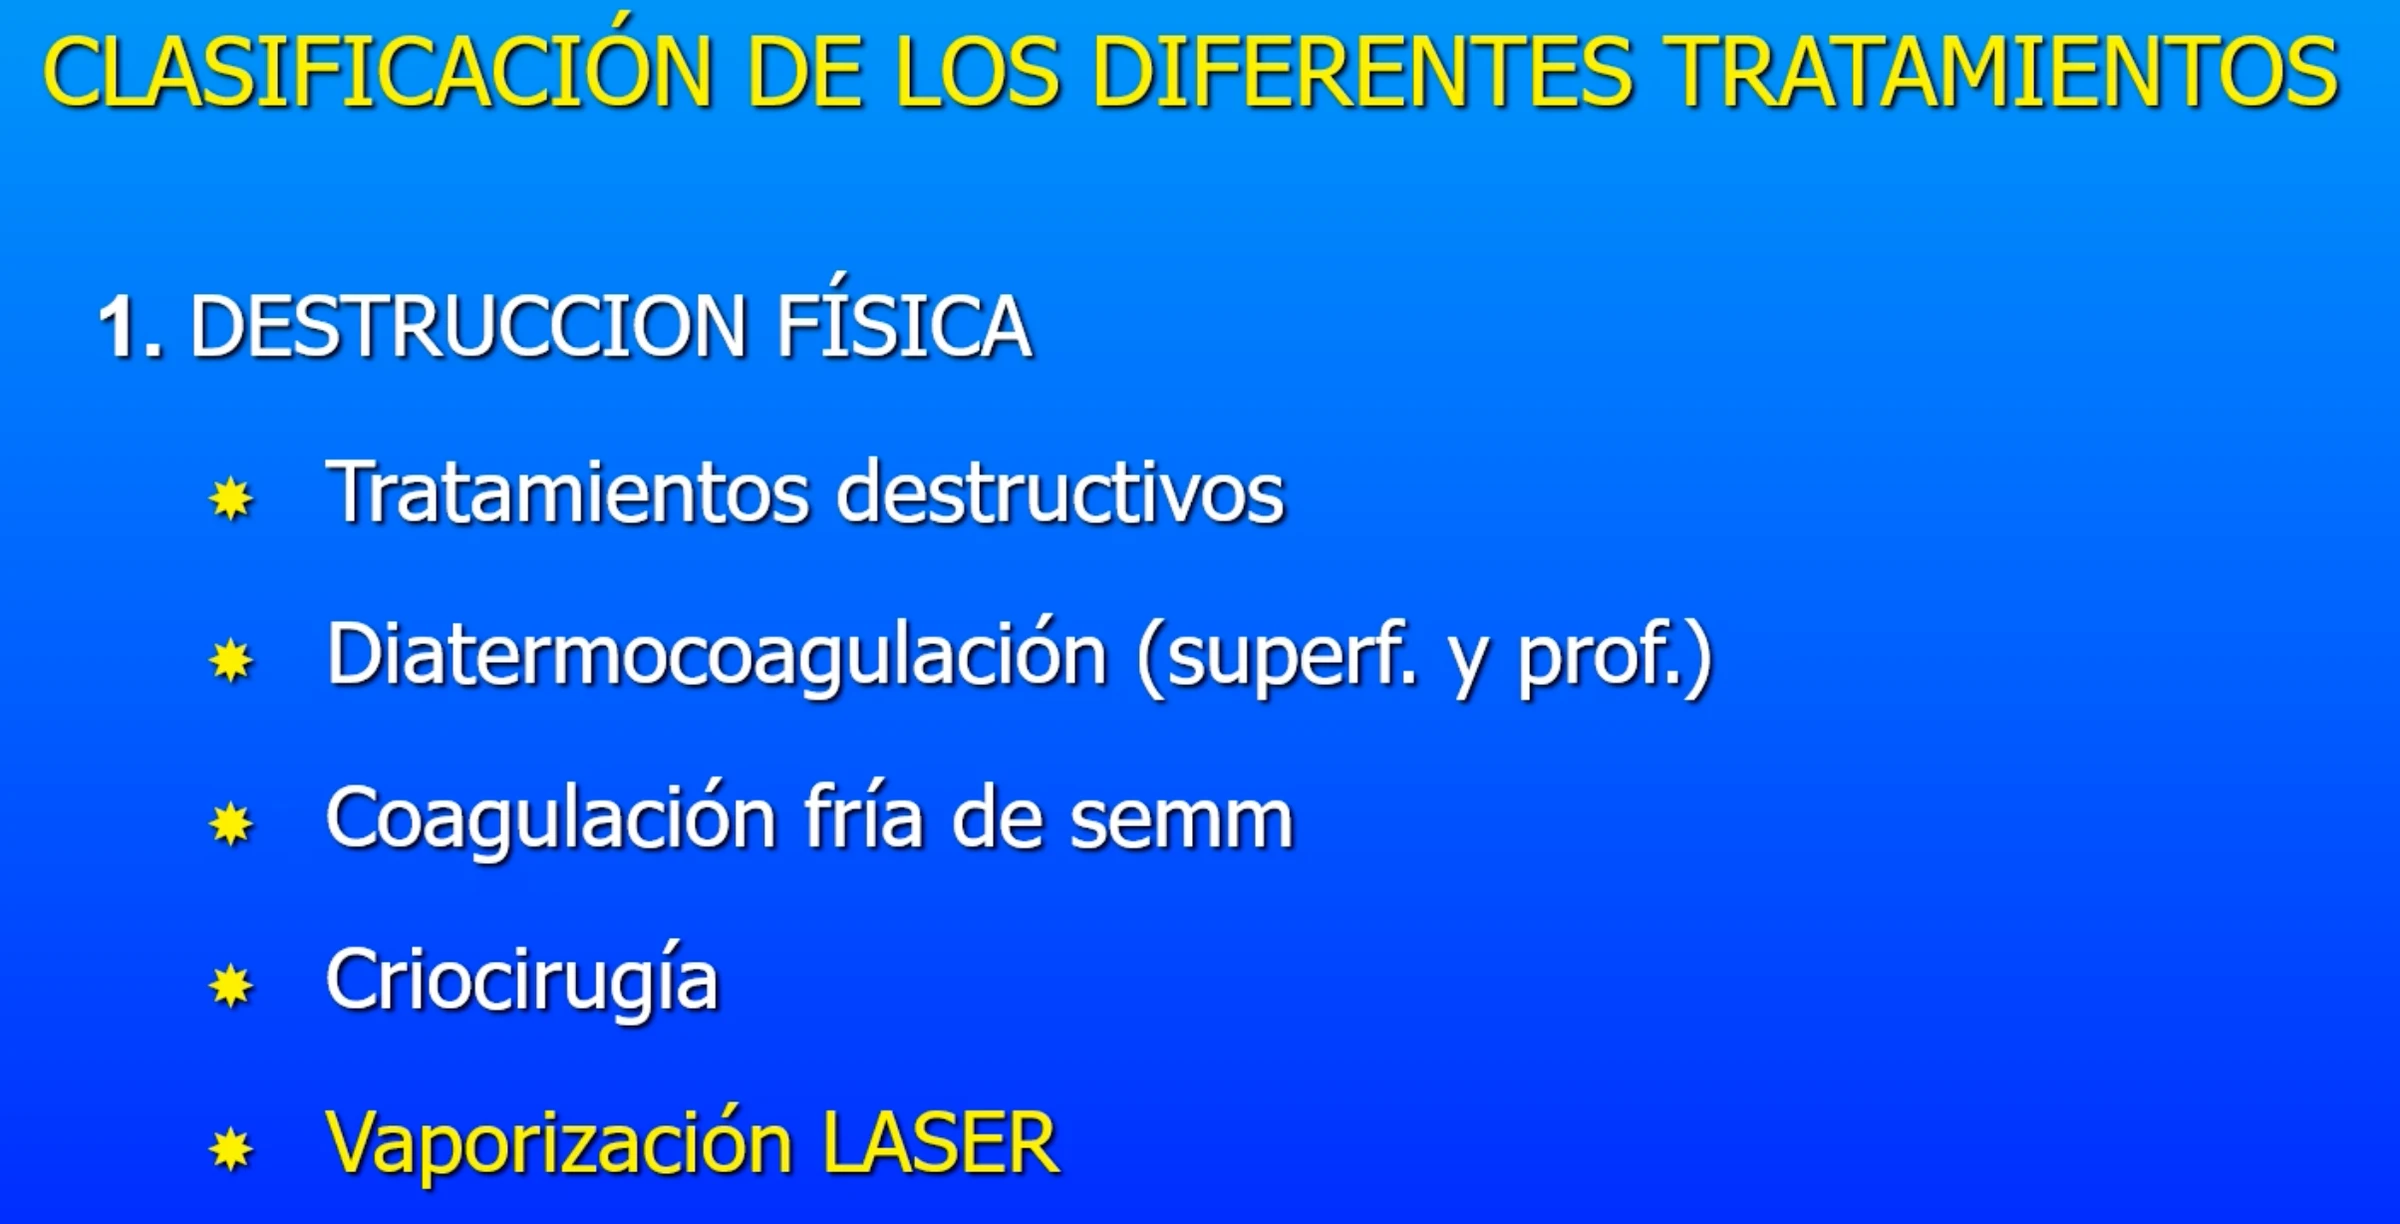 CLASIFICACIÓN DE LOS DIFERENTES TRATAMIENTOS
1. DESTRUCCION FÍSICA
Tratamientos destructivos
Diatermocoagulación (superf. y prof.)
Coagulación fría de semm
Criocirugía
Vaporización LASER